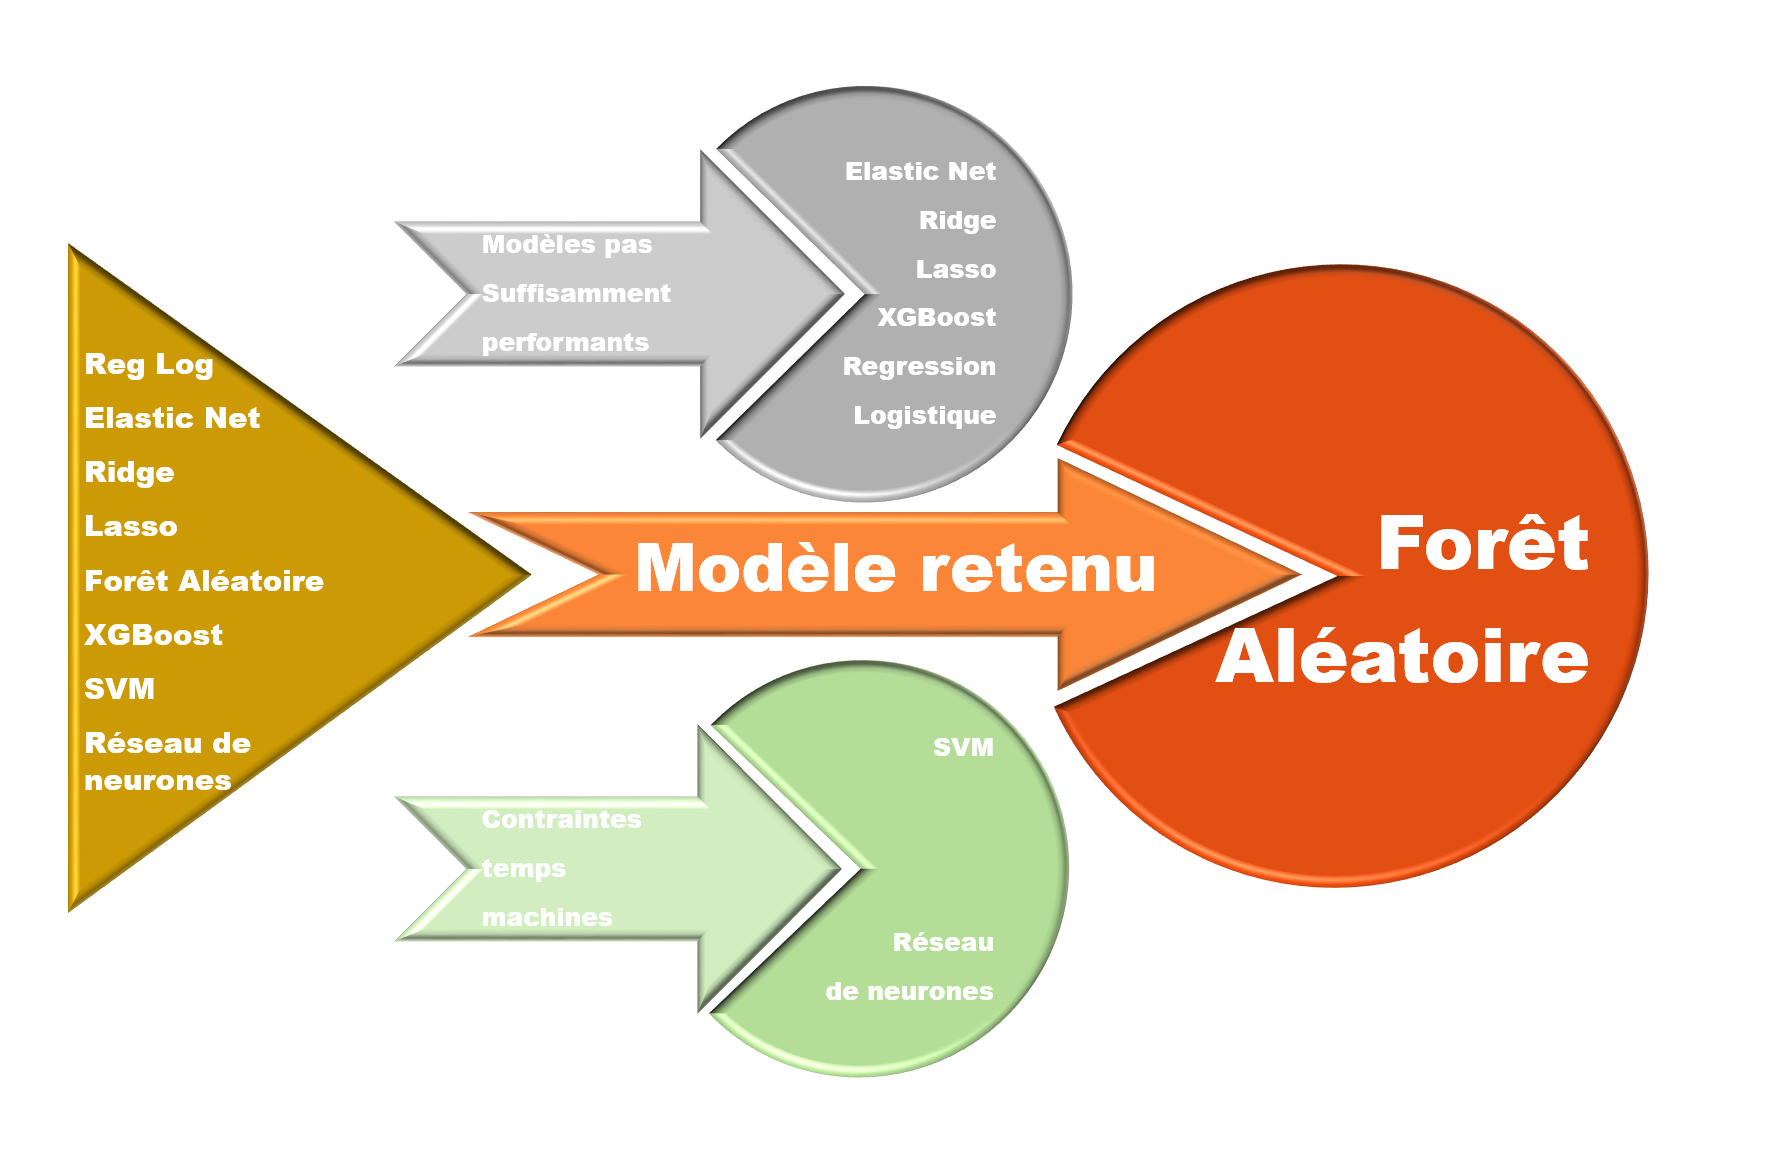 Reg Log
Elastic Net
Ridge
Lasso
Forêt Aléatoire
XGBoost
SVM
Réseau de
neurones
Modèles pas
Suffisamment
performants
Elastic Net
Ridge
Lasso
XGBoost
Regression
Logistique
Modèle retenu
Forêt
Aléatoire
Contraintes
temps
machines
SVM
Réseau
de neurones